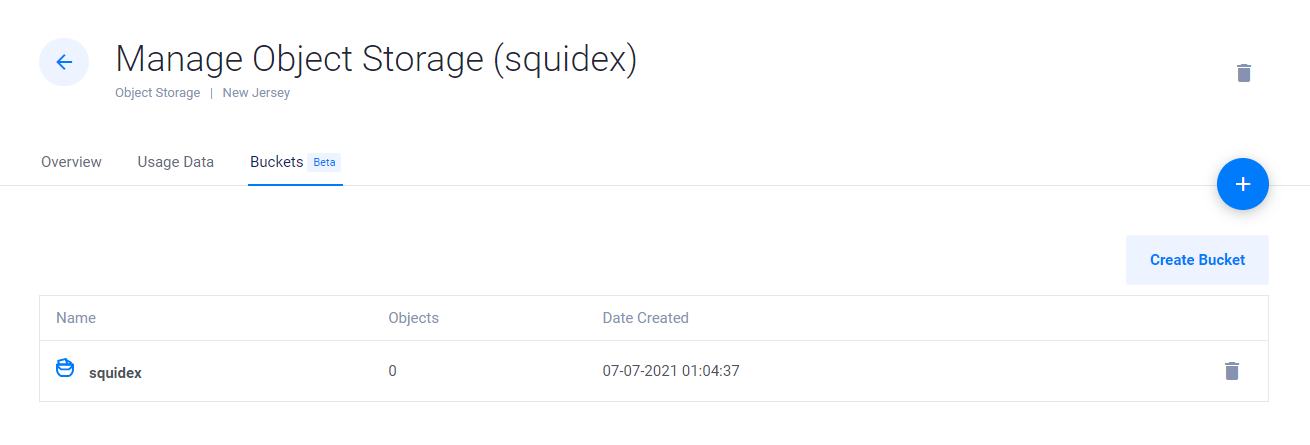 Manage Object Storage (squidex)
Object Storage | New Jersey
Overview Usage Data Buckets Beta
+
Create Bucket
Name Objects Date Created
squidex 0 07-07-2021 01:04:37